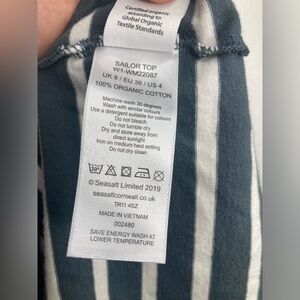 Certified organic
according to
Global Organic
Textile Standards
SAILOR TOP
W1-WM22087
UK 8 / EU 36 / US 4
100% ORGANIC COTTON
Machine wash 30 degrees
Wash with similar colours
Use a detergent suitable for colours
Do not bleach
Do not tumble dry
Dry and store away from
direct sunlight
Iron on medium heat setting
Do not dry clean
30°
© Seasalt Limited 2019
seasaltcornwall.co.uk
TR11 4SZ
MADE IN VIETNAM
002480
SAVE ENERGY WASH AT
LOWER TEMPERATURE